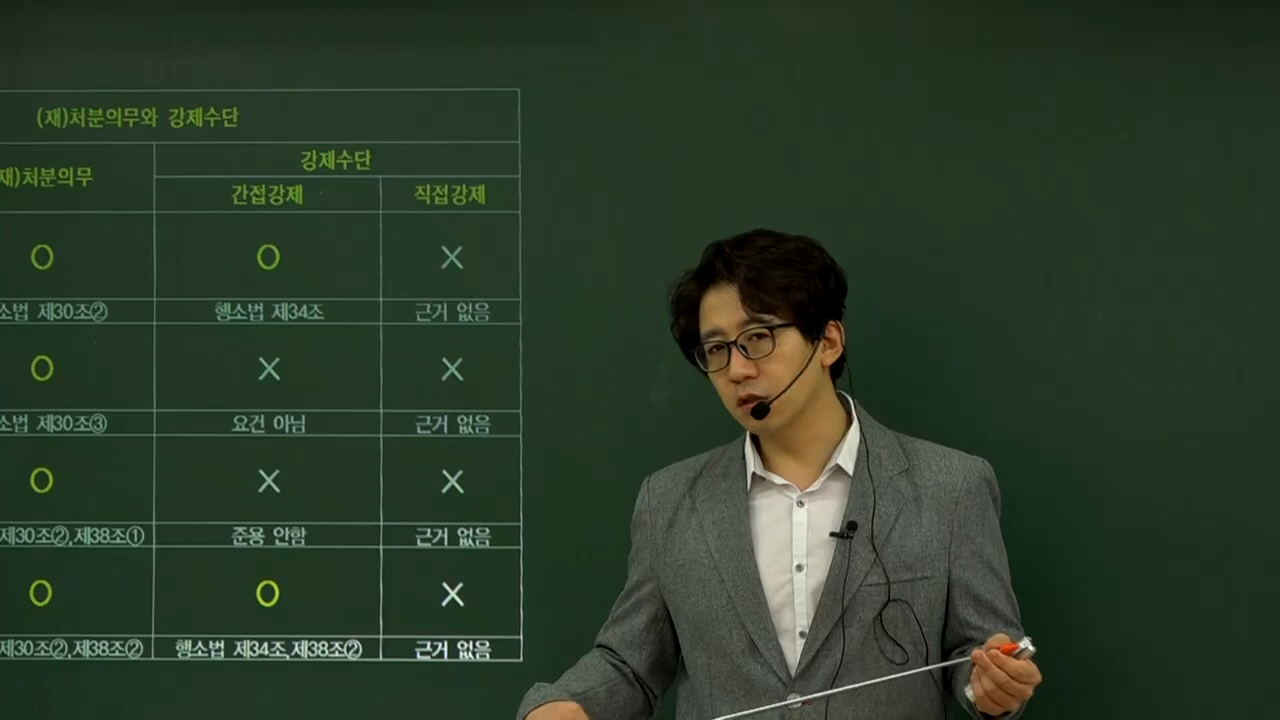 (재)처분의무와 강제수단
재)처분의무
강제수단
간접강제 직접강제
O O ×
소법 제30조② 행소법 제34조 근거 없음
O × ×
소법 제30조③ 요건 아님 근거 없음
O × ×
제30조②,제38조① 준용 안함 근거 없음
O O ×
제30조②,제38조② 행소법 제34조,제38조② 근거 없음